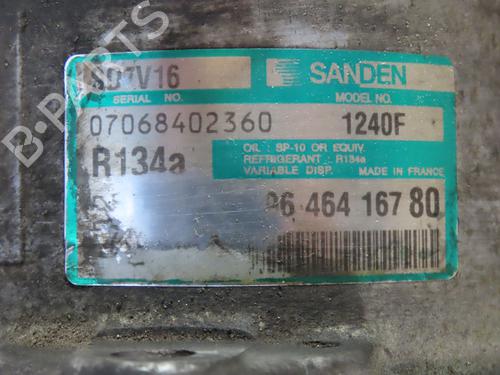 SD7V16
SANDEN
SERIAL NO.
MODEL NO.
07068402360
1240F
R134a
OIL : SP-10 OR EQUIV.
REFRIGERANT : R134a
VARIABLE DISP. MADE IN FRANCE
96 464 167 80
B-PARTS